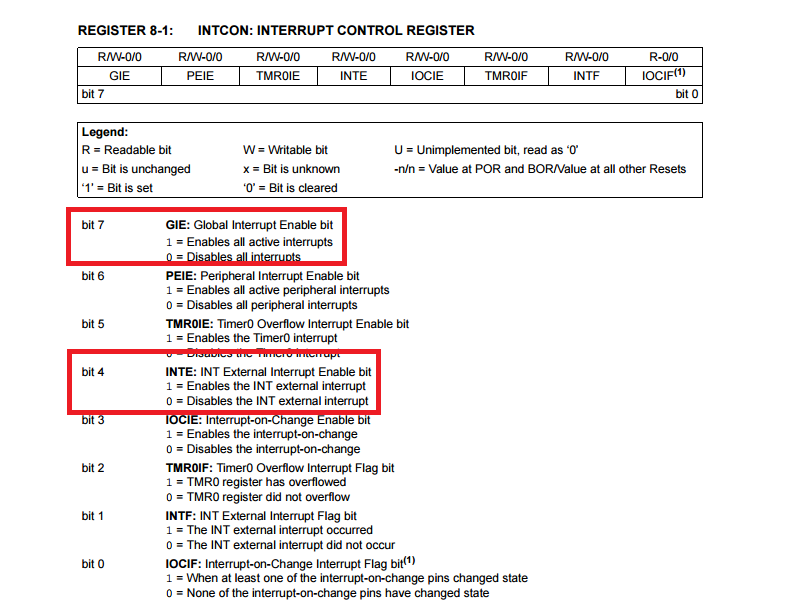 REGISTER 8-1: INTCON: INTERRUPT CONTROL REGISTER
R/W-0/0 R/W-0/0 R/W-0/0 R/W-0/0 R/W-0/0 R/W-0/0 R/W-0/0 R-0/0
GIE PEIE TMR0IE INTE IOCIE TMR0IF INTF IOCIF(1)
bit 7 bit 0
Legend:
R = Readable bit W = Writable bit U = Unimplemented bit, read as ‘0’
u = Bit is unchanged x = Bit is unknown -n/n = Value at POR and BOR/Value at all other Resets
‘1’ = Bit is set ‘0’ = Bit is cleared
bit 7 GIE: Global Interrupt Enable bit
1 = Enables all active interrupts
0 = Disables all interrupts
bit 6 PEIE: Peripheral Interrupt Enable bit
1 = Enables all active peripheral interrupts
0 = Disables all peripheral interrupts
bit 5 TMR0IE: Timer0 Overflow Interrupt Enable bit
1 = Enables the Timer0 interrupt
0 = Disables the Timer0 interrupt
bit 4 INTE: INT External Interrupt Enable bit
1 = Enables the INT external interrupt
0 = Disables the INT external interrupt
bit 3 IOCIE: Interrupt-on-Change Enable bit
1 = Enables the interrupt-on-change
0 = Disables the interrupt-on-change
bit 2 TMR0IF: Timer0 Overflow Interrupt Flag bit
1 = TMR0 register has overflowed
0 = TMR0 register did not overflow
bit 1 INTF: INT External Interrupt Flag bit
1 = The INT external interrupt occurred
0 = The INT external interrupt did not occur
bit 0 IOCIF: Interrupt-on-Change Interrupt Flag bit(1)
1 = When at least one of the interrupt-on-change pins changed state
0 = None of the interrupt-on-change pins have changed state